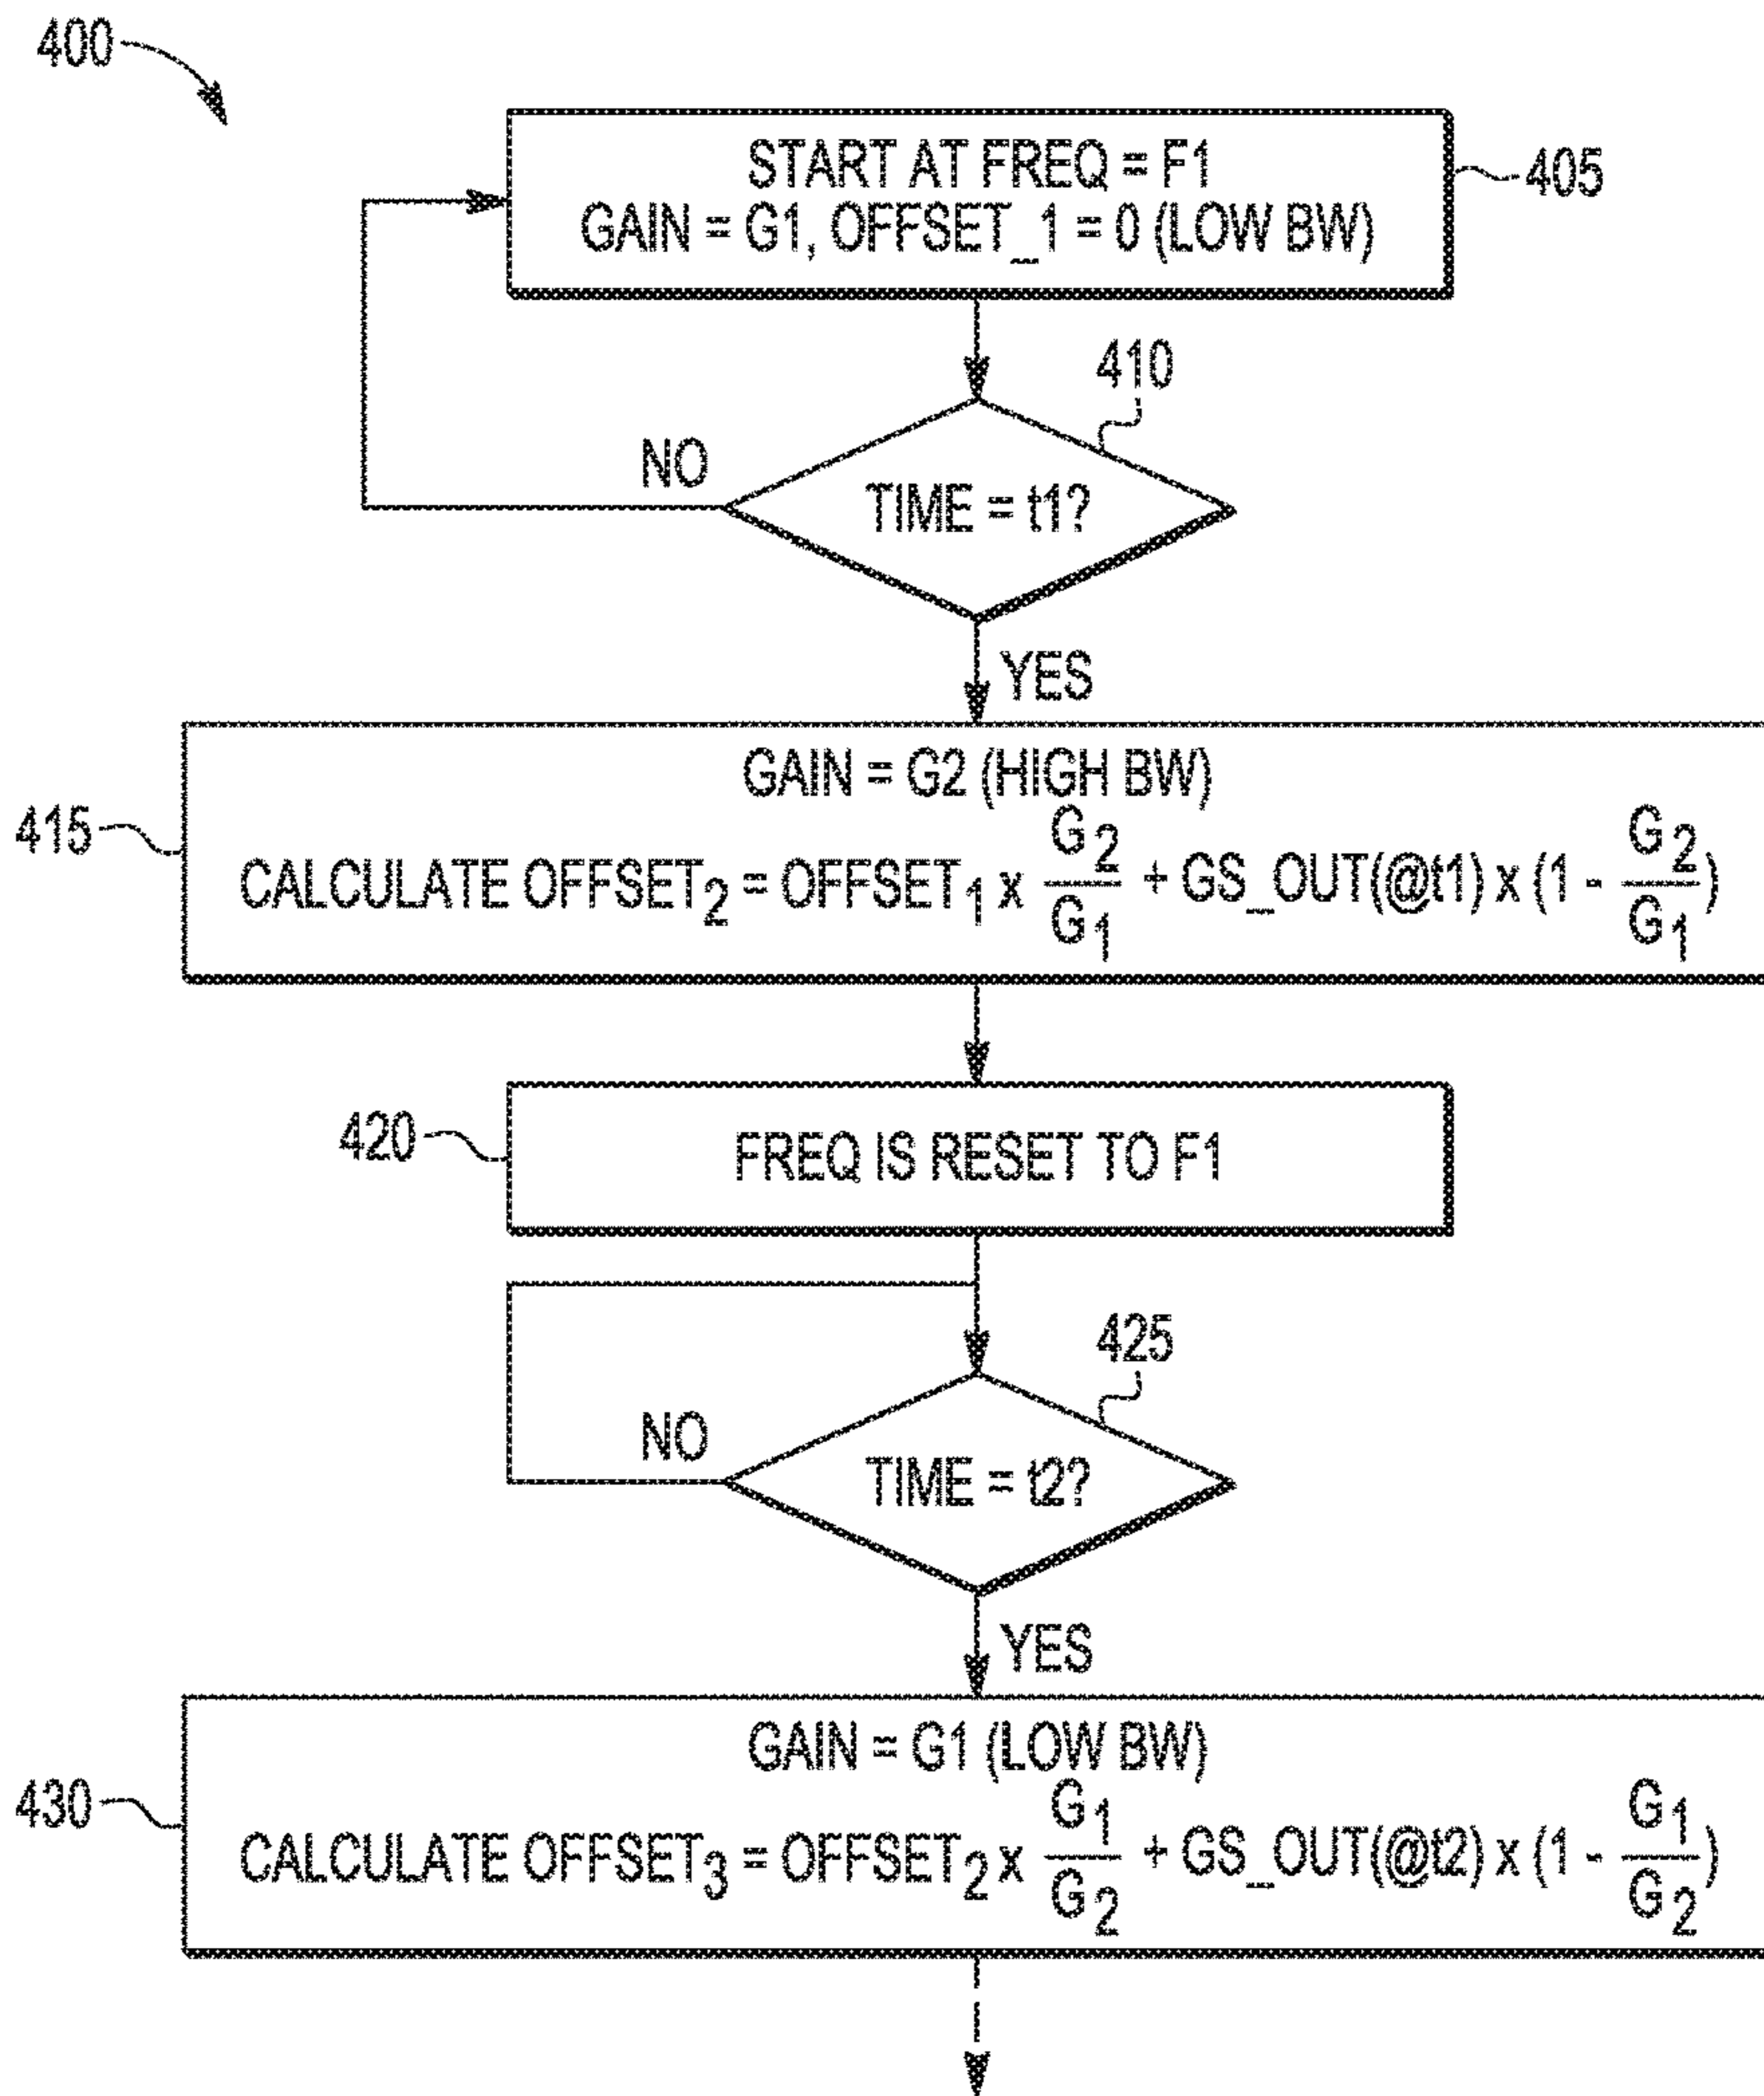 400
START AT FREQ = F1
GAIN = G1, OFFSET_1 = 0 (LOW BW)
405
410
NO
TIME = t1?
YES
GAIN = G2 (HIGH BW)
415
CALCULATE OFFSET2 = OFFSET1 x G2/G1 + GS_OUT(@t1) x (1 - G2/G1)
420
FREQ IS RESET TO F1
425
NO
TIME = t2?
YES
GAIN = G1 (LOW BW)
430
CALCULATE OFFSET3 = OFFSET2 x G1/G2 + GS_OUT(@t2) x (1 - G1/G2)